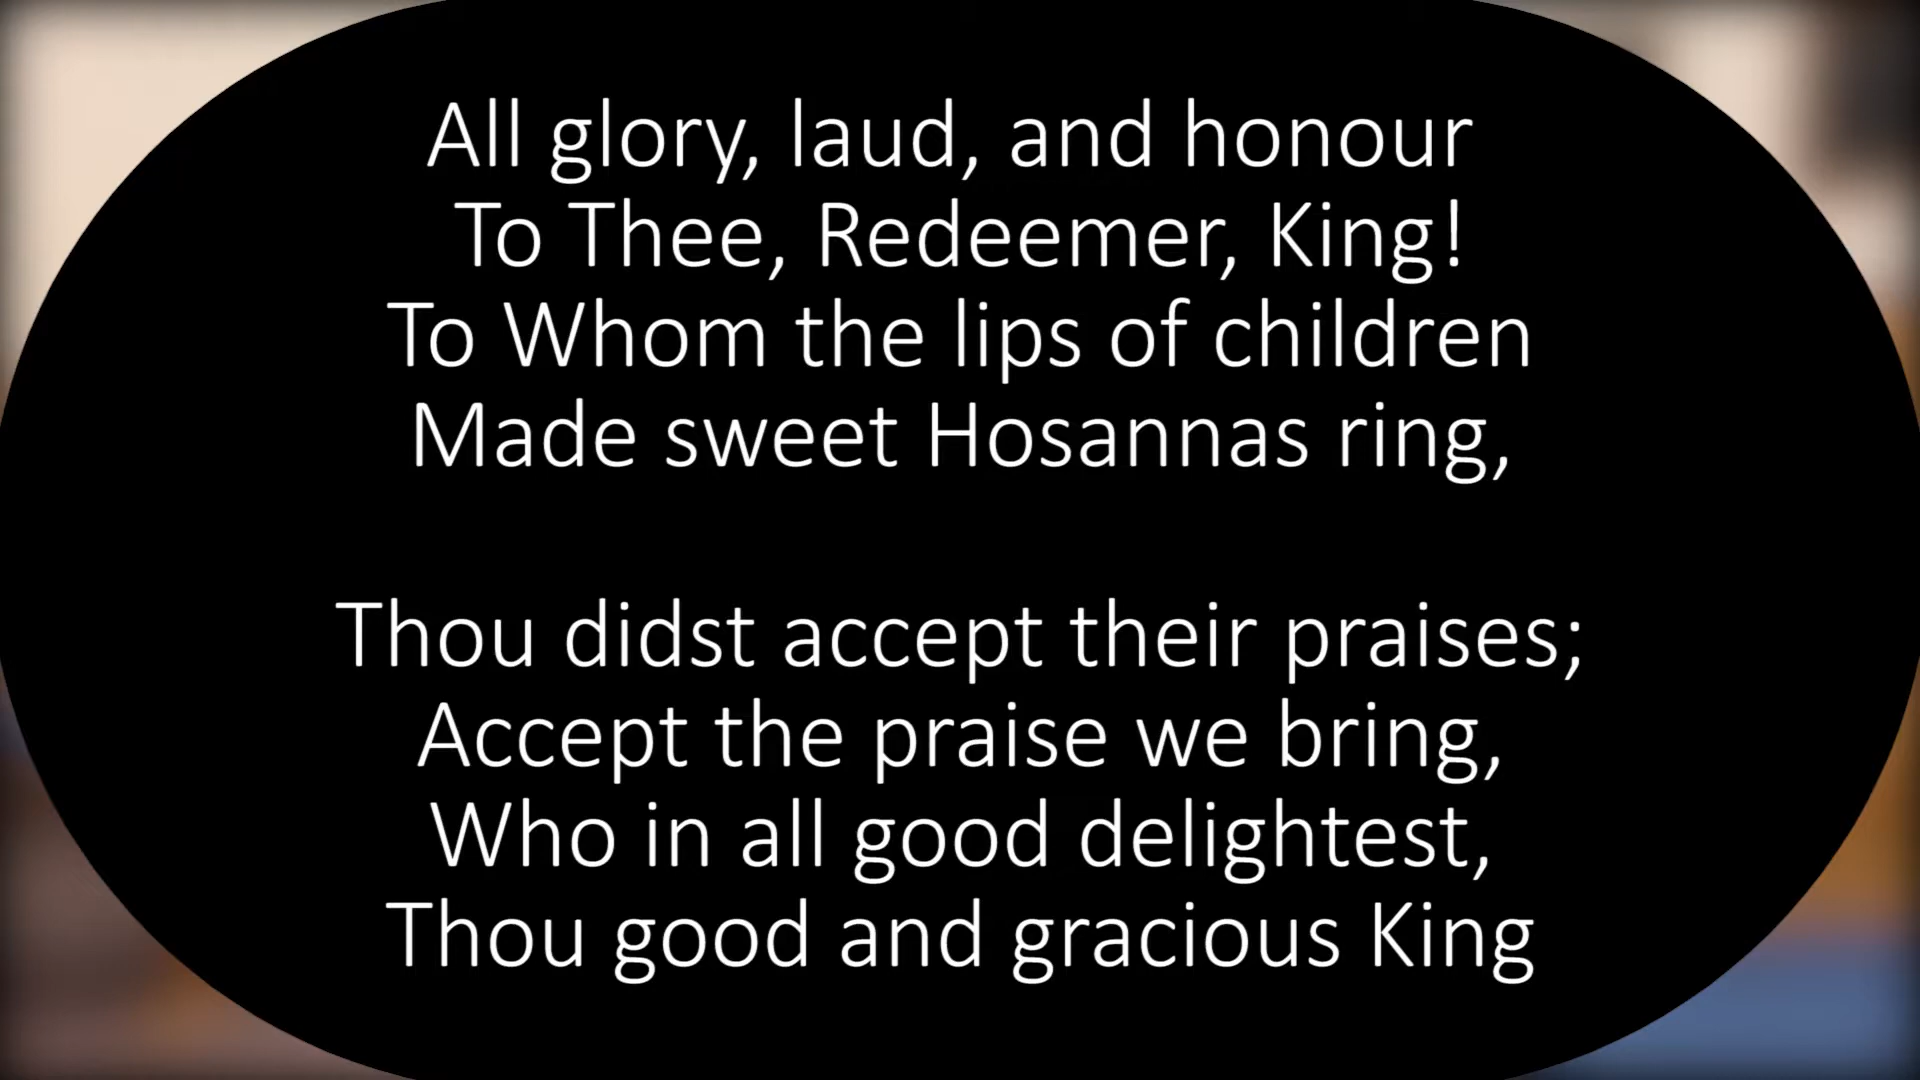 All glory, laud, and honour
To Thee, Redeemer, King!
To Whom the lips of children
Made sweet Hosannas ring,
Thou didst accept their praises;
Accept the praise we bring,
Who in all good delightest,
Thou good and gracious King